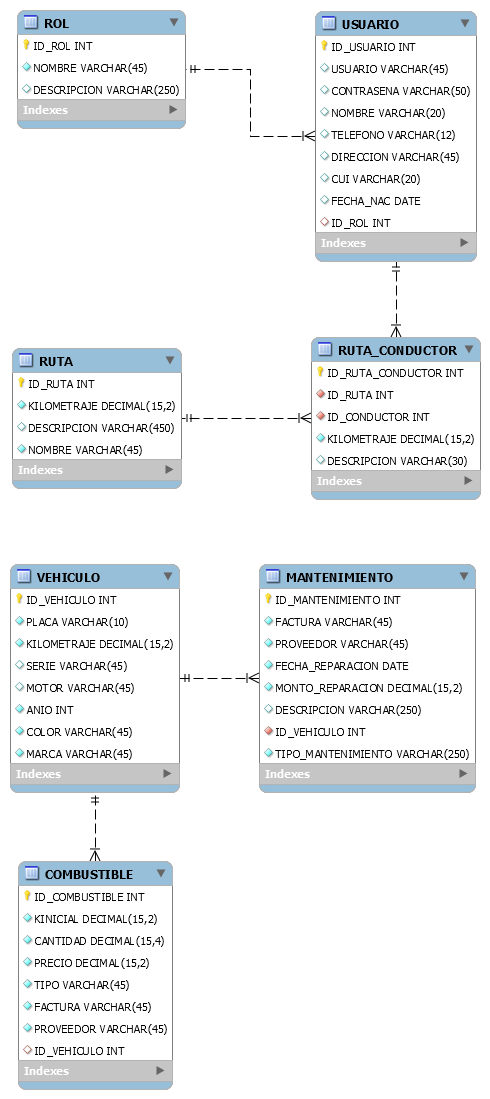 ROL
ID_ROL INT
NOMBRE VARCHAR(45)
DESCRIPCION VARCHAR(250)
Indexes
USUARIO
ID_USUARIO INT
USUARIO VARCHAR(45)
CONTRASENA VARCHAR(50)
NOMBRE VARCHAR(20)
TELEFONO VARCHAR(12)
DIRECCION VARCHAR(45)
CUI VARCHAR(20)
FECHA_NAC DATE
ID_ROL INT
Indexes
RUTA
ID_RUTA INT
KILOMETRAJE DECIMAL(15,2)
DESCRIPCION VARCHAR(450)
NOMBRE VARCHAR(45)
Indexes
RUTA_CONDUCTOR
ID_RUTA_CONDUCTOR INT
ID_RUTA INT
ID_CONDUCTOR INT
KILOMETRAJE DECIMAL(15,2)
DESCRIPCION VARCHAR(30)
Indexes
VEHICULO
ID_VEHICULO INT
PLACA VARCHAR(10)
KILOMETRAJE DECIMAL(15,2)
SERIE VARCHAR(45)
MOTOR VARCHAR(45)
ANIO INT
COLOR VARCHAR(45)
MARCA VARCHAR(45)
Indexes
MANTENIMIENTO
ID_MANTENIMIENTO INT
FACTURA VARCHAR(45)
PROVEEDOR VARCHAR(45)
FECHA_REPARACION DATE
MONTO_REPARACION DECIMAL(15,2)
DESCRIPCION VARCHAR(250)
ID_VEHICULO INT
TIPO_MANTENIMIENTO VARCHAR(250)
Indexes
COMBUSTIBLE
ID_COMBUSTIBLE INT
KINICIAL DECIMAL(15,2)
CANTIDAD DECIMAL(15,4)
PRECIO DECIMAL(15,2)
TIPO VARCHAR(45)
FACTURA VARCHAR(45)
PROVEEDOR VARCHAR(45)
ID_VEHICULO INT
Indexes